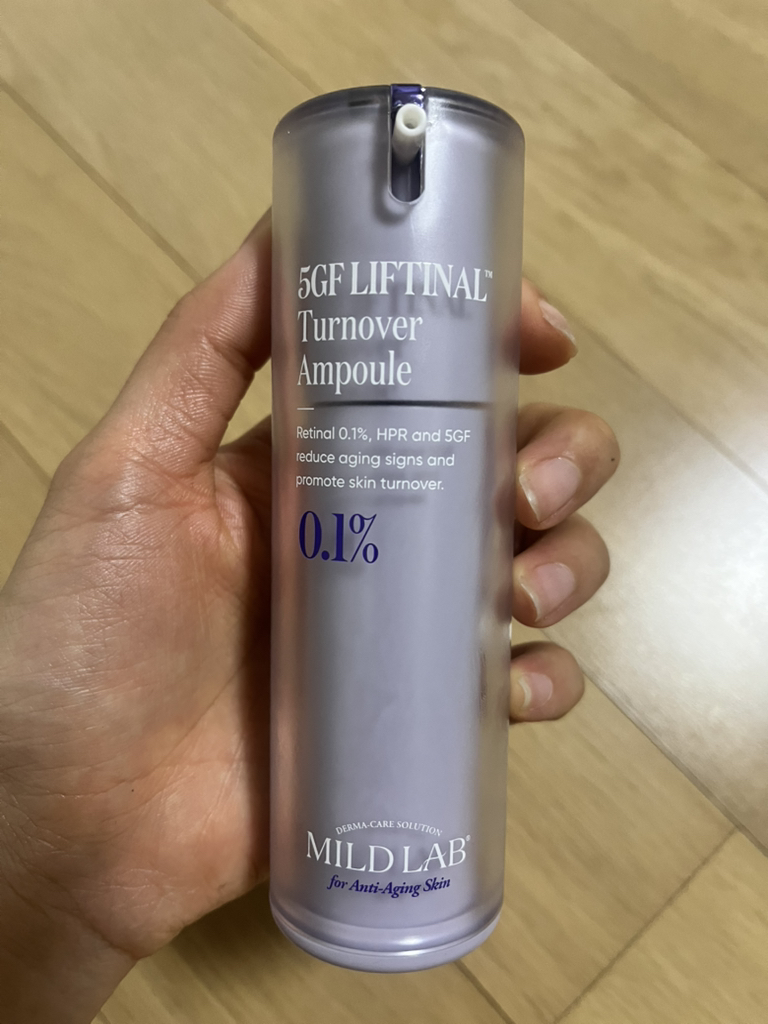 5GF LIFTINAL™
Turnover
Ampoule
Retinal 0.1%, HPR and 5GF
reduce aging signs and
promote skin turnover.
0.1%
DERMA-CARE SOLUTION
MILD LAB®
for Anti-Aging Skin